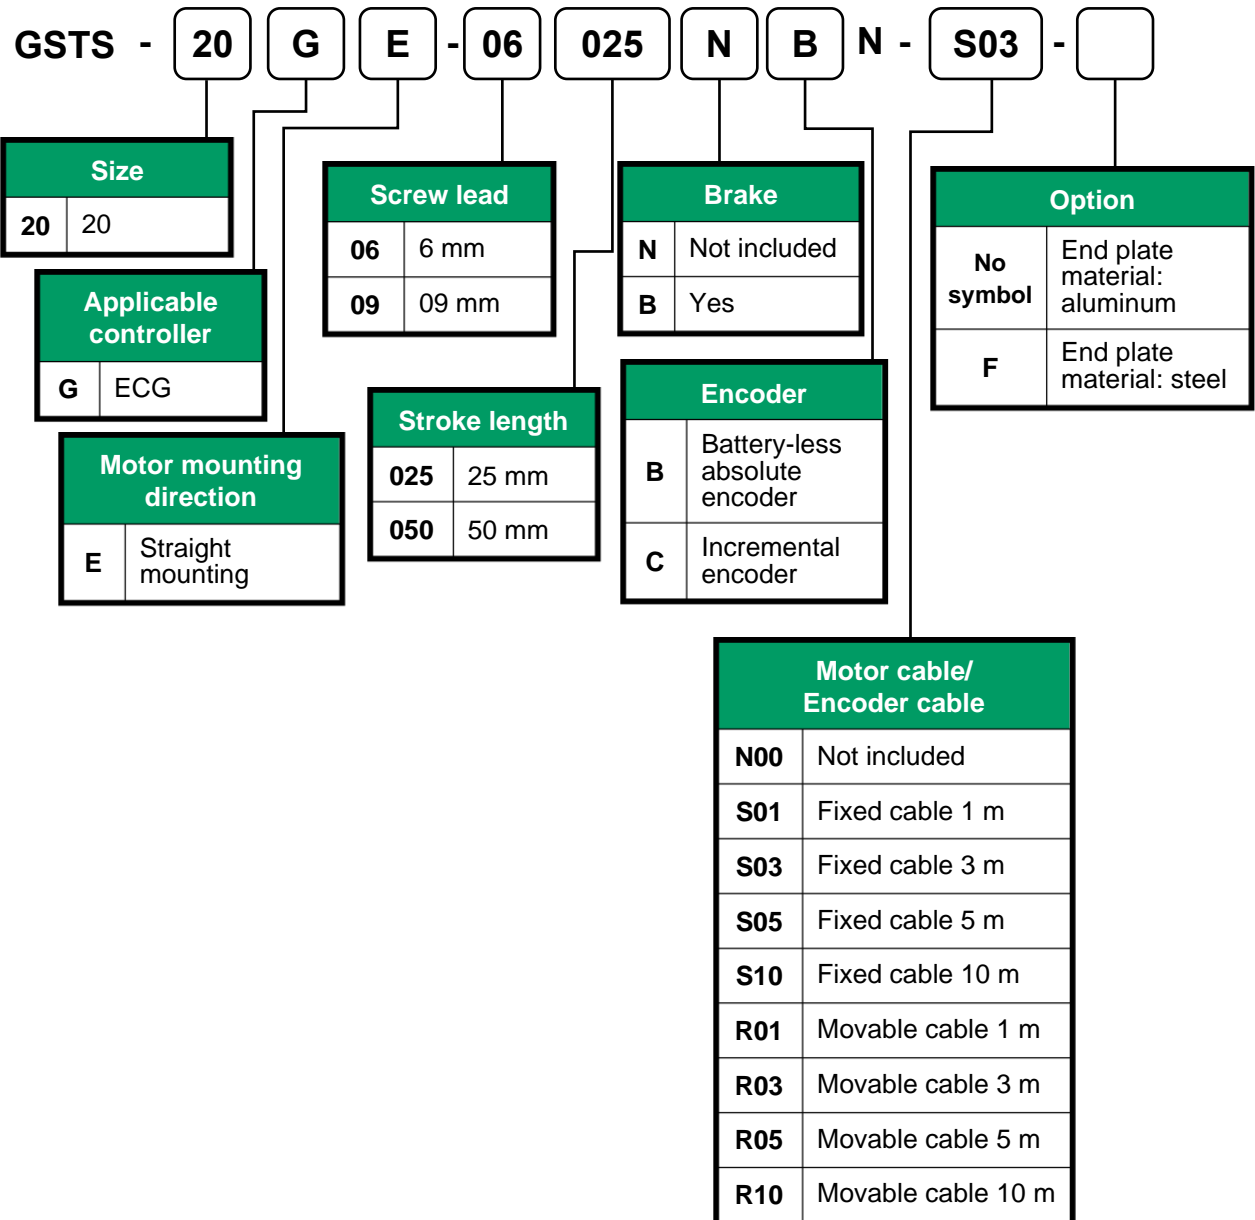 GSTS - 20 G E - 06 025 N B N - S03 -
Size
20 20
Applicable
controller
G ECG
Motor mounting
direction
E Straight
mounting
Screw lead
06 6 mm
09 09 mm
Stroke length
025 25 mm
050 50 mm
Brake
N Not included
B Yes
Encoder
B Battery-less
absolute
encoder
C Incremental
encoder
Option
No
symbol
End plate
material:
aluminum
F End plate
material: steel
Motor cable/
Encoder cable
N00 Not included
S01 Fixed cable 1 m
S03 Fixed cable 3 m
S05 Fixed cable 5 m
S10 Fixed cable 10 m
R01 Movable cable 1 m
R03 Movable cable 3 m
R05 Movable cable 5 m
R10 Movable cable 10 m